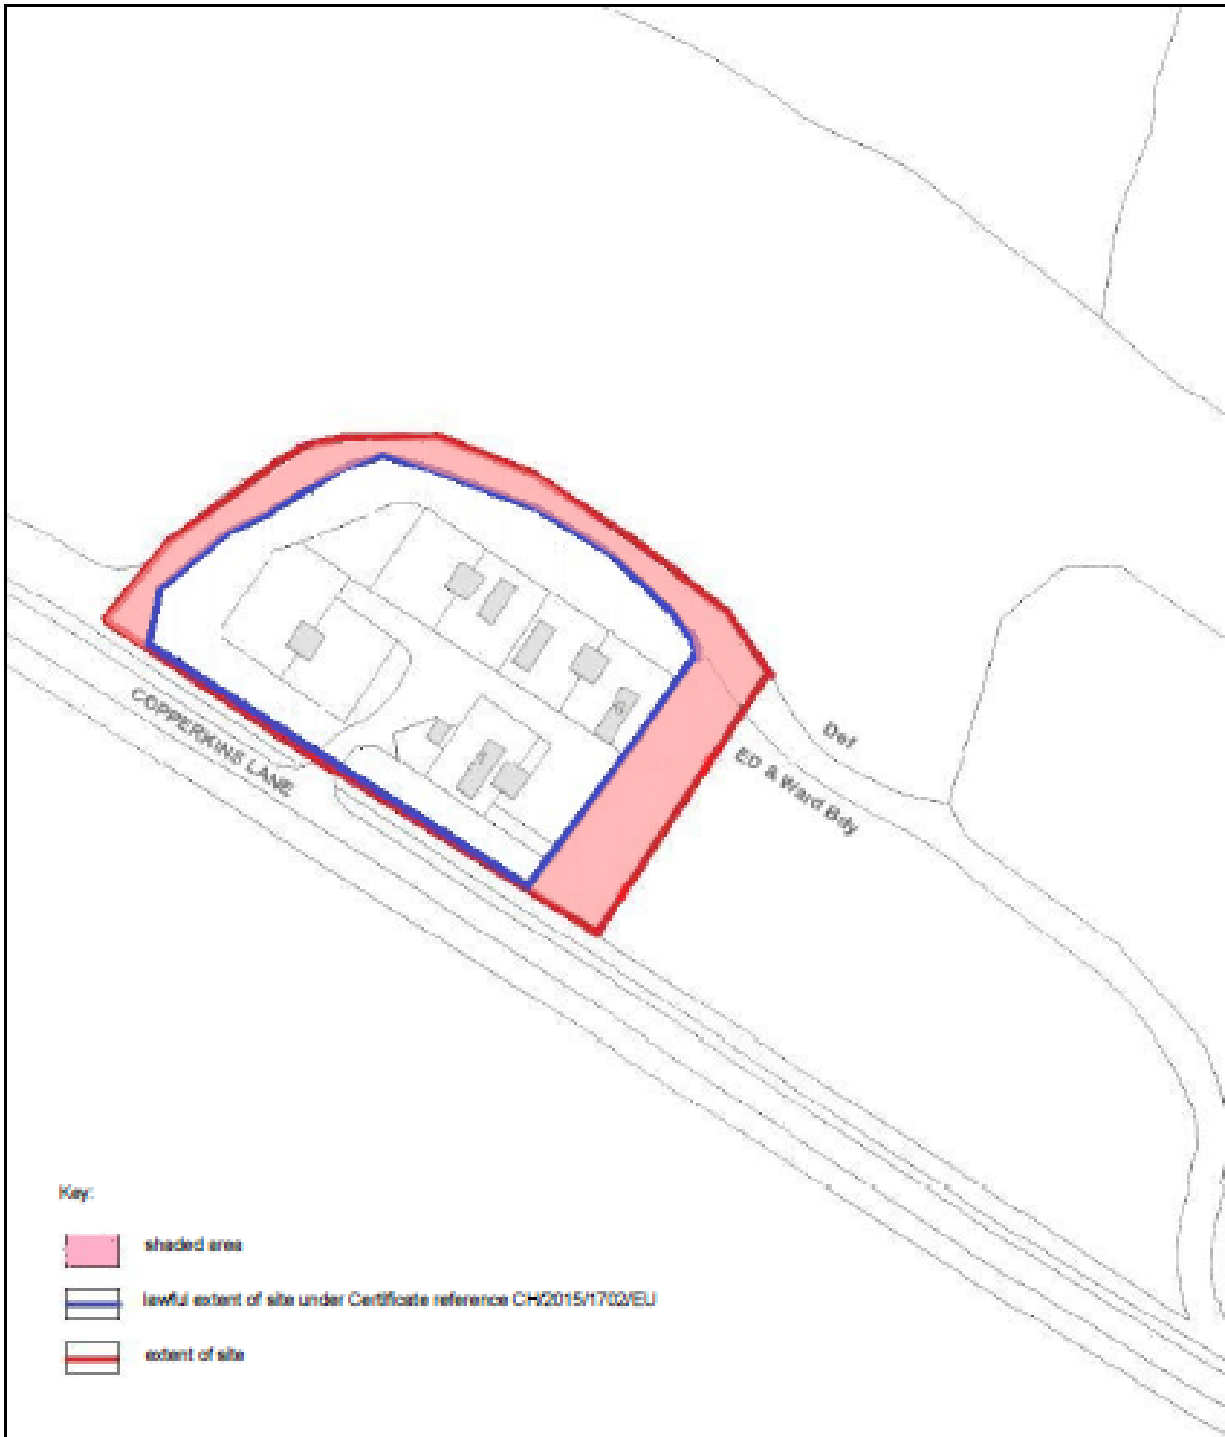 COPPERKINS LANE
Def
ED & Ward Bdy
Key:
shaded area
lawful extent of site under Certificate reference CH/2015/1702/EU
extent of site